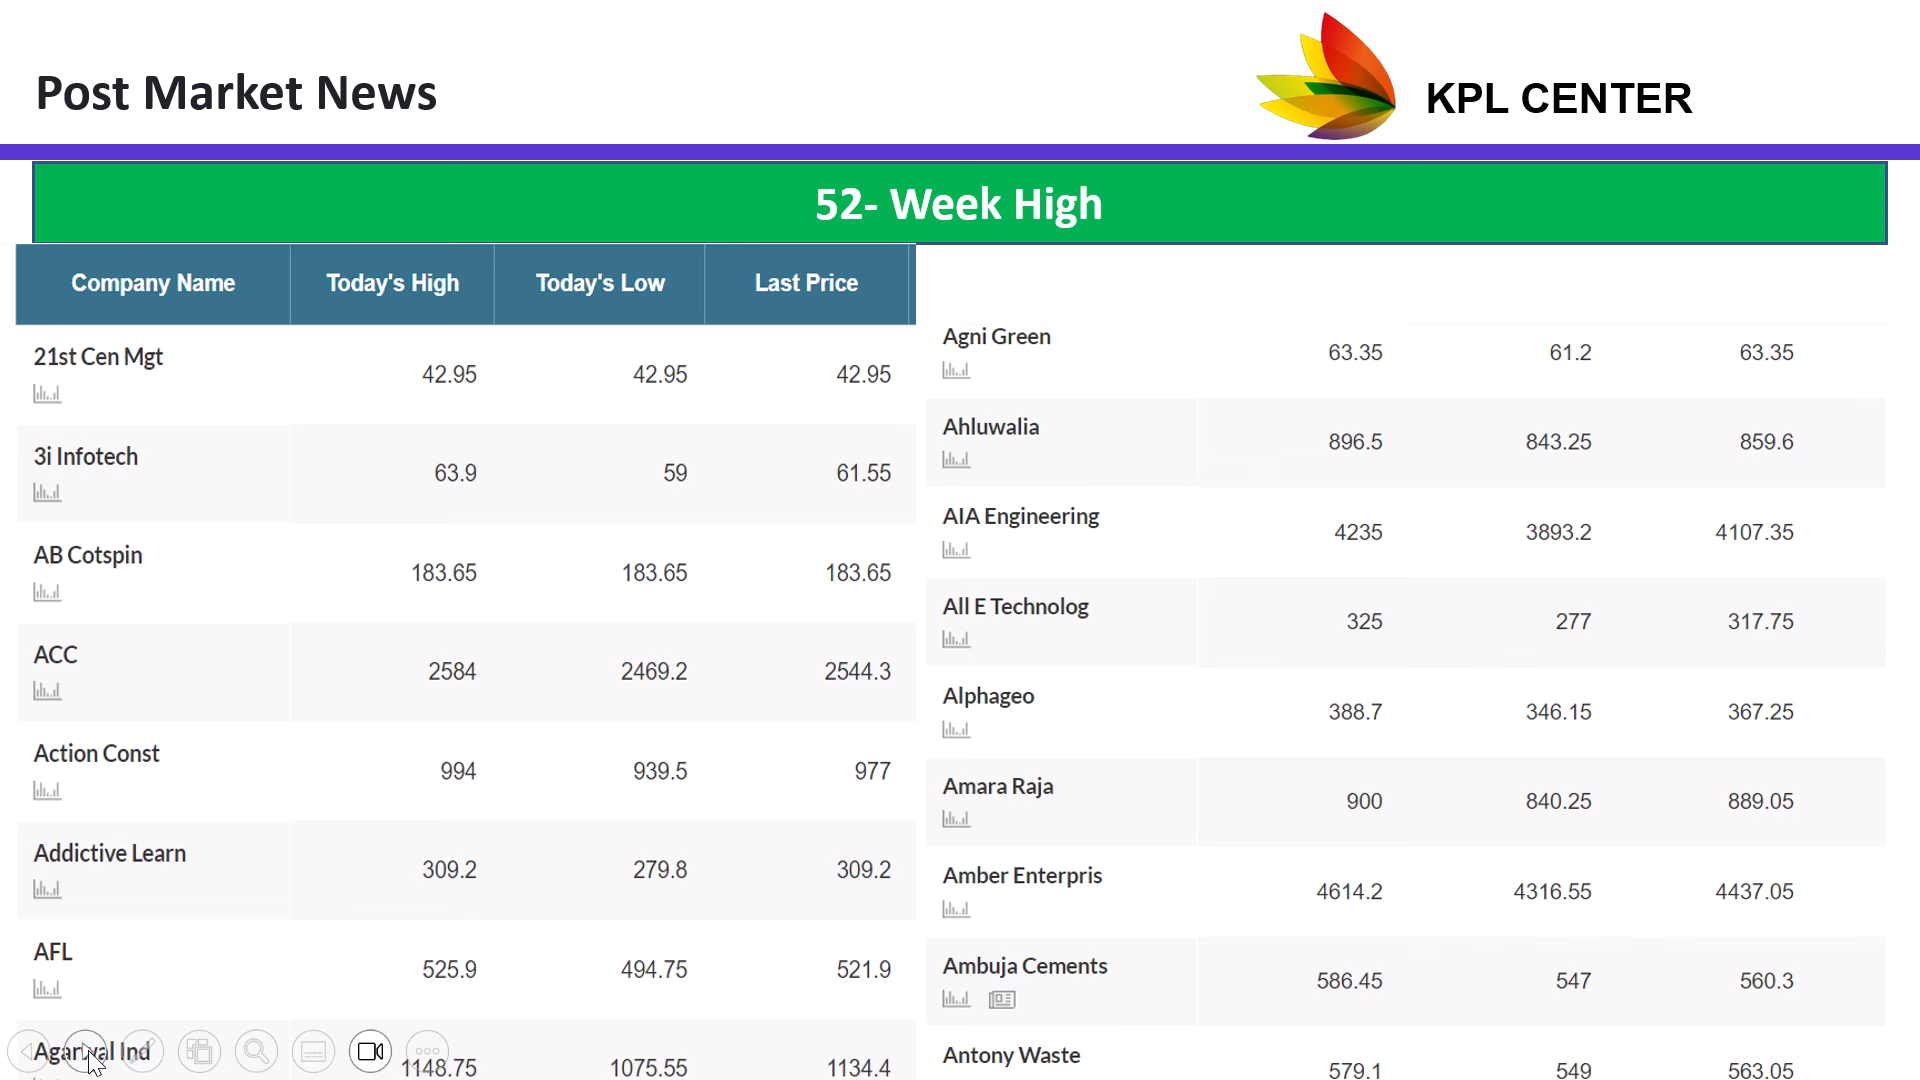 Post Market News
KPL CENTER
52- Week High
Company Name Today's High Today's Low Last Price
21st Cen Mgt 42.95 42.95 42.95
3i Infotech 63.9 59 61.55
AB Cotspin 183.65 183.65 183.65
ACC 2584 2469.2 2544.3
Action Const 994 939.5 977
Addictive Learn 309.2 279.8 309.2
AFL 525.9 494.75 521.9
Agarwal Ind 1148.75 1075.55 1134.4
Agni Green 63.35 61.2 63.35
Ahluwalia 896.5 843.25 859.6
AIA Engineering 4235 3893.2 4107.35
All E Technolog 325 277 317.75
Alphageo 388.7 346.15 367.25
Amara Raja 900 840.25 889.05
Amber Enterpris 4614.2 4316.55 4437.05
Ambuja Cements 586.45 547 560.3
Antony Waste 579.1 549 563.05